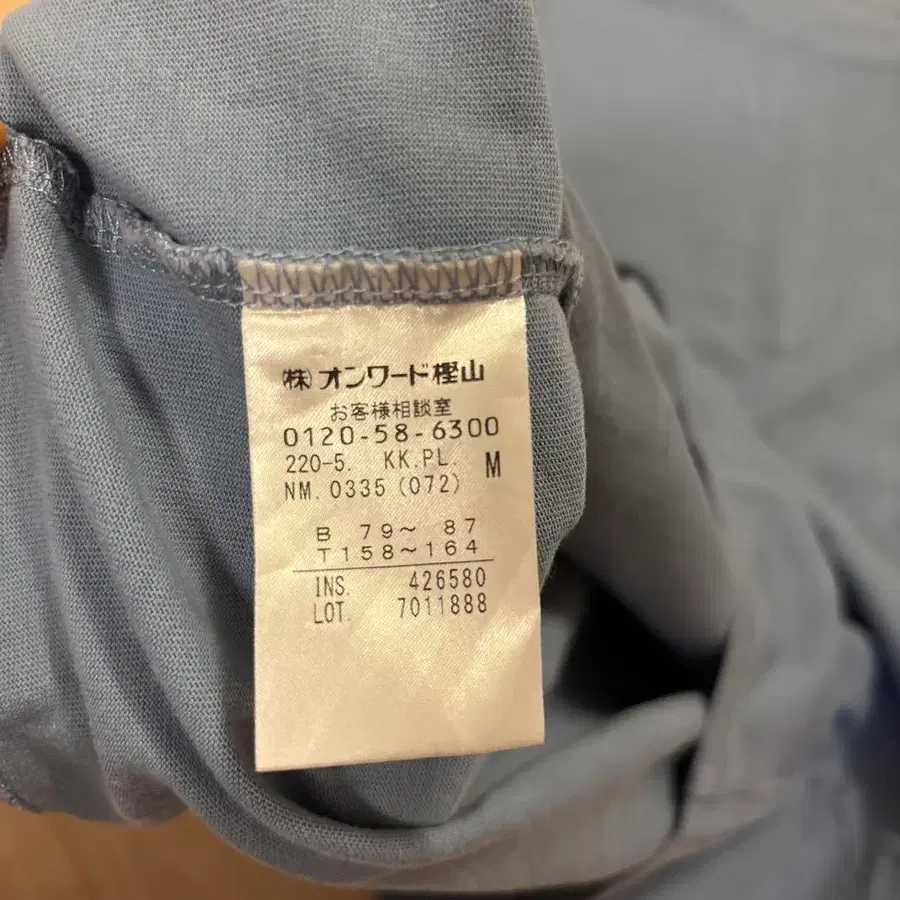 ㈱オンワード樫山
お客様相談室
0120-58-6300
220-5. KK.PL. M
NM. 0335 (072)
B 79～ 87
T 158～164
INS. 426580
LOT. 7011888